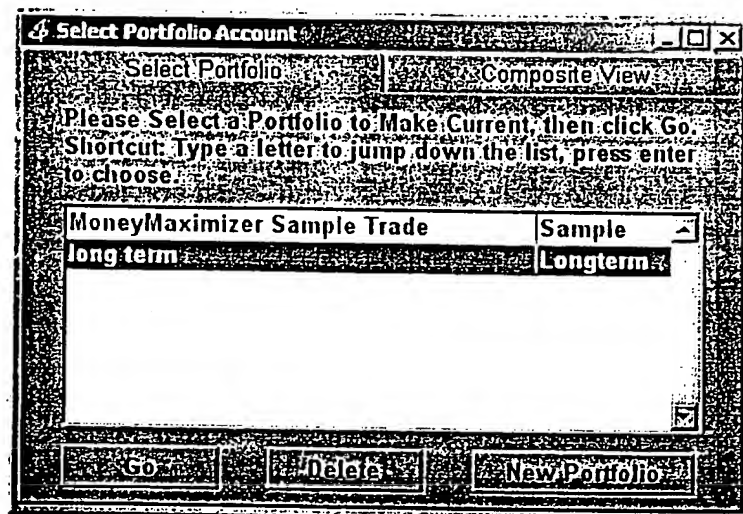 Select Portfolio Account
Select Portfolio Composite View
Please Select a Portfolio to Make Current, then click Go.
Shortcut: Type a letter to jump down the list, press enter
to choose.
MoneyMaximizer Sample Trade Sample
long term Longterm
Go Delete New Portfolio